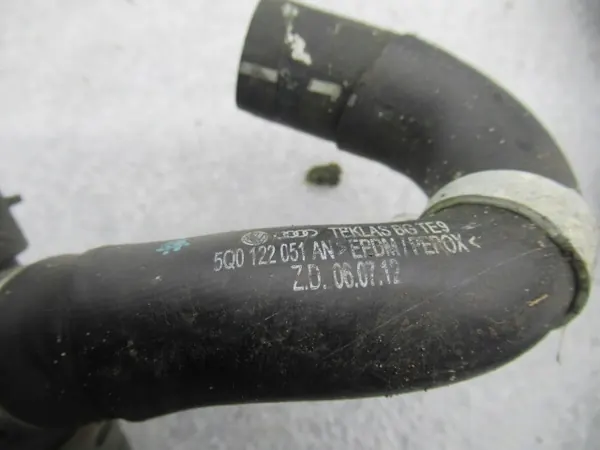 TEKLAS BG TE9
5Q0 122 051 AN >EPDM/PEROX<
Z.D. 06.07.12